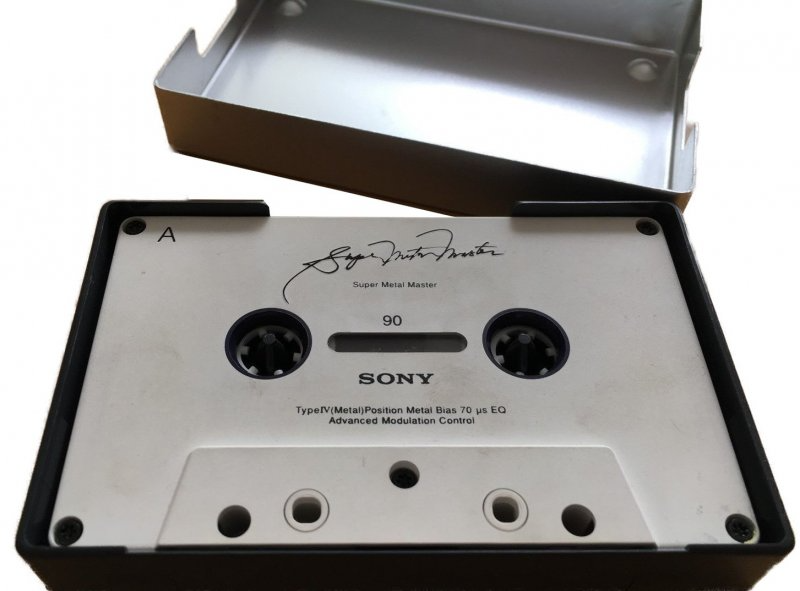 A
Super Metal Master
Super Metal Master
90
SONY
TypeⅣ(Metal)Position Metal Bias 70 μs EQ
Advanced Modulation Control